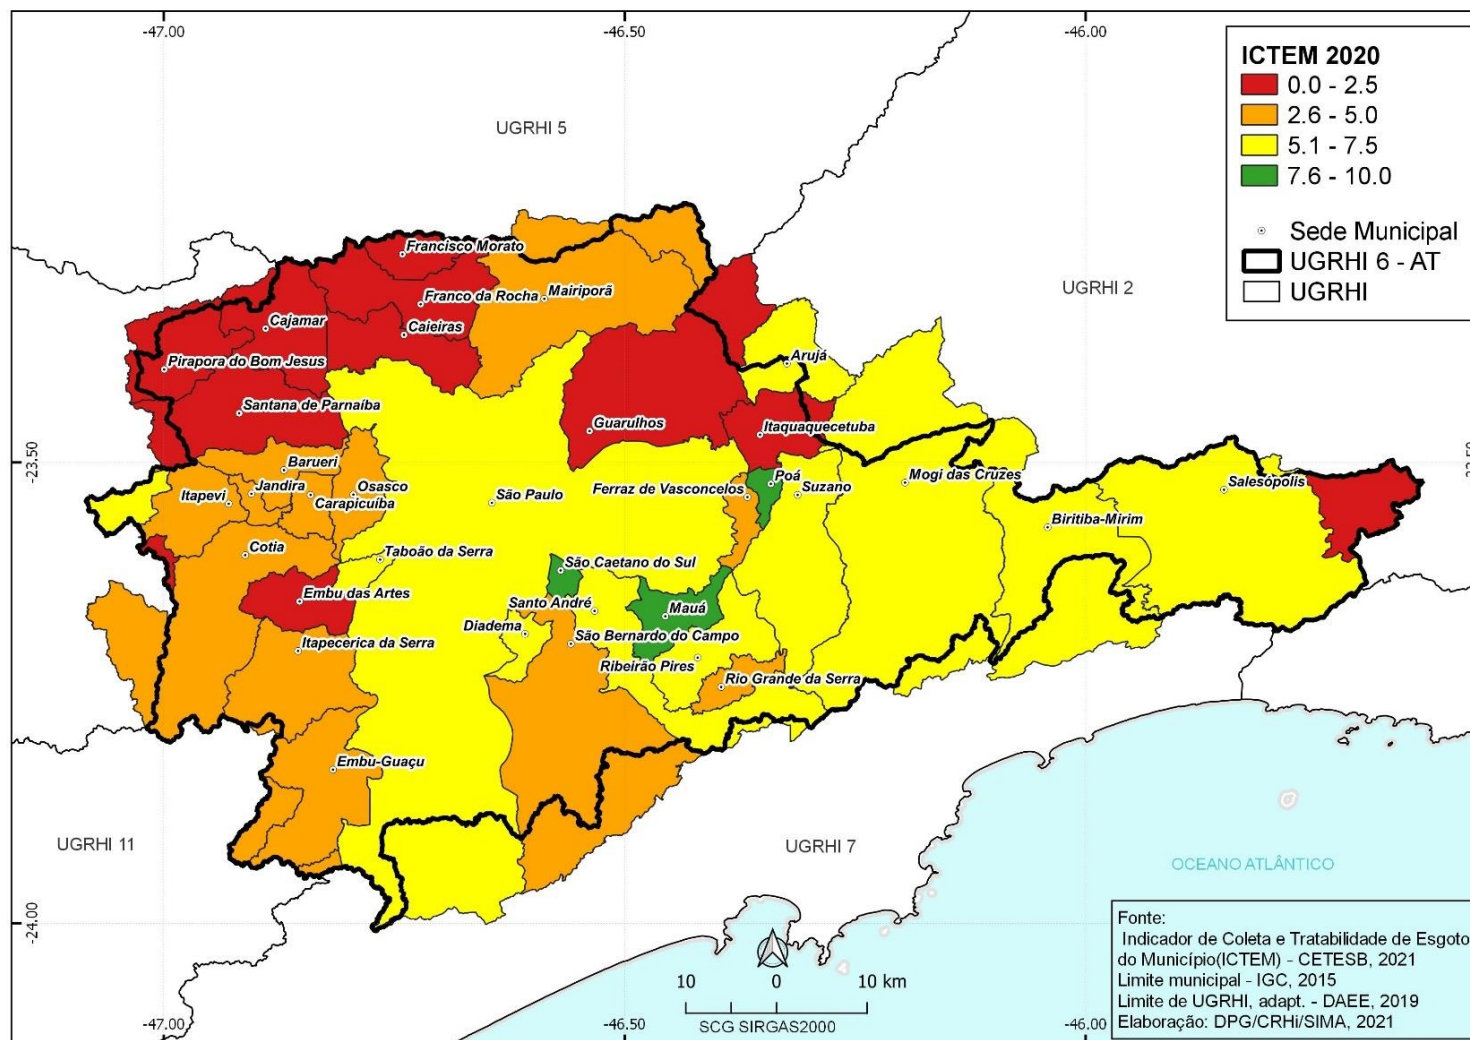 -47.00
-46.50
-46.00
ICTEM 2020
0.0 - 2.5
2.6 - 5.0
5.1 - 7.5
7.6 - 10.0
Sede Municipal
UGRHI 6 - AT
UGRHI
UGRHI 5
UGRHI 2
Francisco Morato
Franco da Rocha
Mairiporã
Cajamar
Caieiras
Pirapora do Bom Jesus
Arujá
Santana de Parnaíba
Guarulhos
Itaquaquecetuba
-23.50
-23.50
Barueri
Jandira
Osasco
Itapevi
Carapicuíba
São Paulo
Ferraz de Vasconcelos
Poá
Suzano
Mogi das Cruzes
Salesópolis
Biritiba-Mirim
Cotia
Taboão da Serra
São Caetano do Sul
Embu das Artes
Santo André
Mauá
Diadema
São Bernardo do Campo
Itapecerica da Serra
Ribeirão Pires
Rio Grande da Serra
Embu-Guaçu
UGRHI 11
UGRHI 7
OCEANO ATLÂNTICO
-24.00
10 0 10 km
SCG SIRGAS2000
-47.00
-46.50
-46.00
Fonte:
Indicador de Coleta e Tratabilidade de Esgoto
do Município(ICTEM) - CETESB, 2021
Limite municipal - IGC, 2015
Limite de UGRHI, adapt. - DAEE, 2019
Elaboração: DPG/CRHi/SIMA, 2021